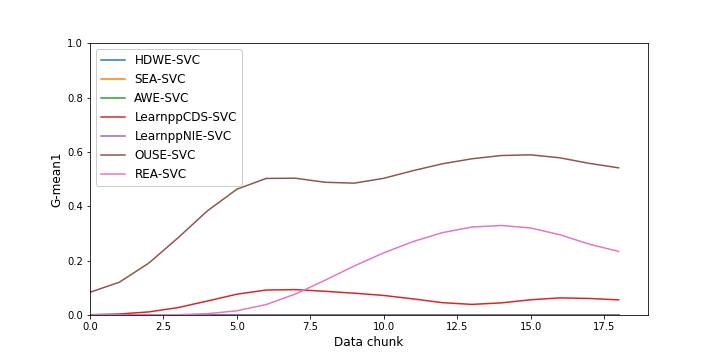 1.0
0.8
0.6
0.4
0.2
0.0
G-mean1
HDWE-SVC
SEA-SVC
AWE-SVC
LearnppCDS-SVC
LearnppNIE-SVC
OUSE-SVC
REA-SVC
0.0 2.5 5.0 7.5 10.0 12.5 15.0 17.5
Data chunk